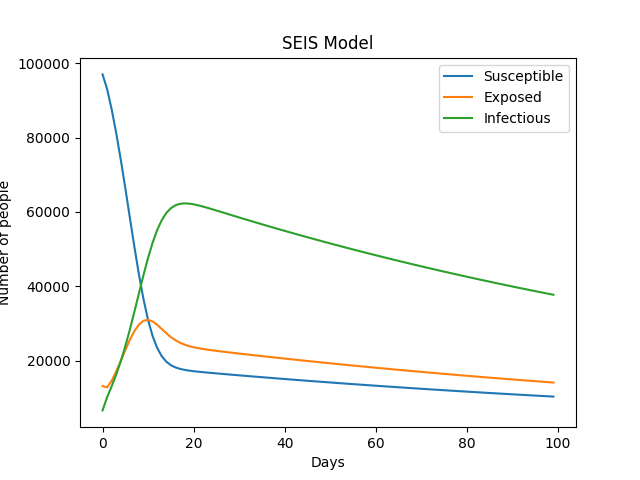 SEIS Model
100000
80000
60000
40000
20000
Number of people
0
20
40
60
80
100
Days
Susceptible
Exposed
Infectious